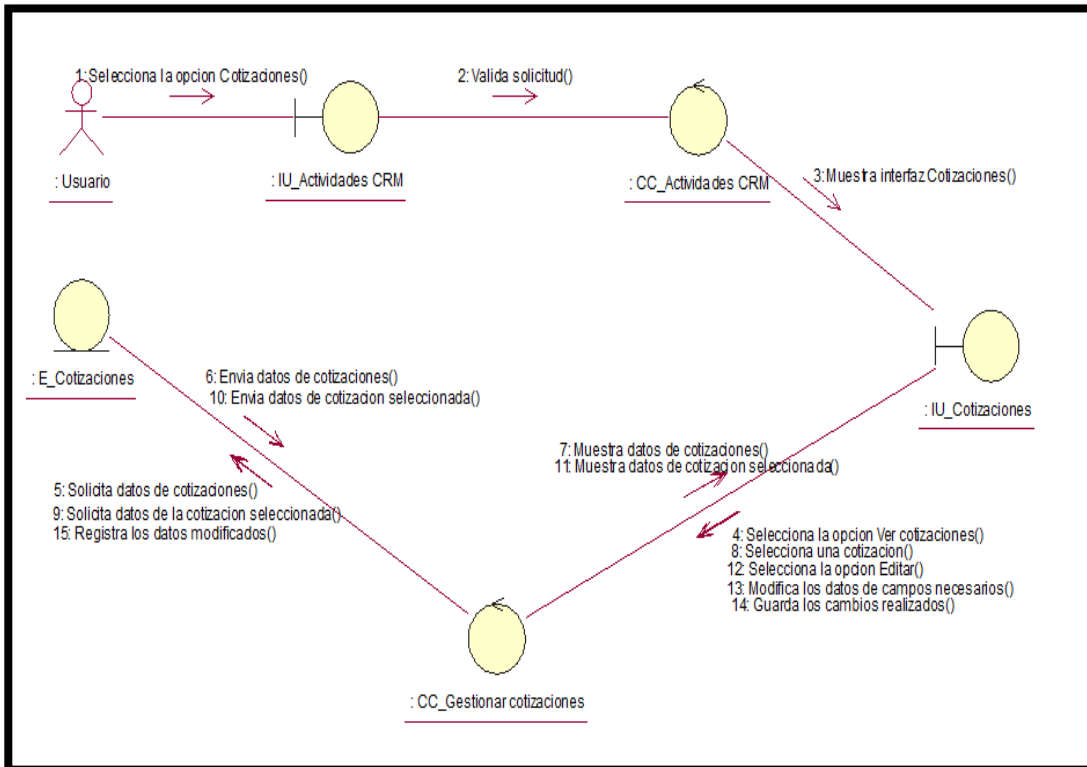 1: Selecciona la opcion Cotizaciones()
2: Valida solicitud()
: Usuario
: IU_Actividades CRM
: CC_Actividades CRM
3: Muestra interfaz Cotizaciones()
: E_Cotizaciones
6: Envia datos de cotizaciones()
10: Envia datos de cotizacion seleccionada()
: IU_Cotizaciones
7: Muestra datos de cotizaciones()
11: Muestra datos de cotizacion seleccionada()
5: Solicita datos de cotizaciones()
9: Solicita datos de la cotizacion seleccionada()
15: Registra los datos modificados()
4: Selecciona la opcion Ver cotizaciones()
8: Selecciona una cotizacion()
12: Selecciona la opcion Editar()
13: Modifica los datos de campos necesarios()
14: Guarda los cambios realizados()
: CC_Gestionar cotizaciones